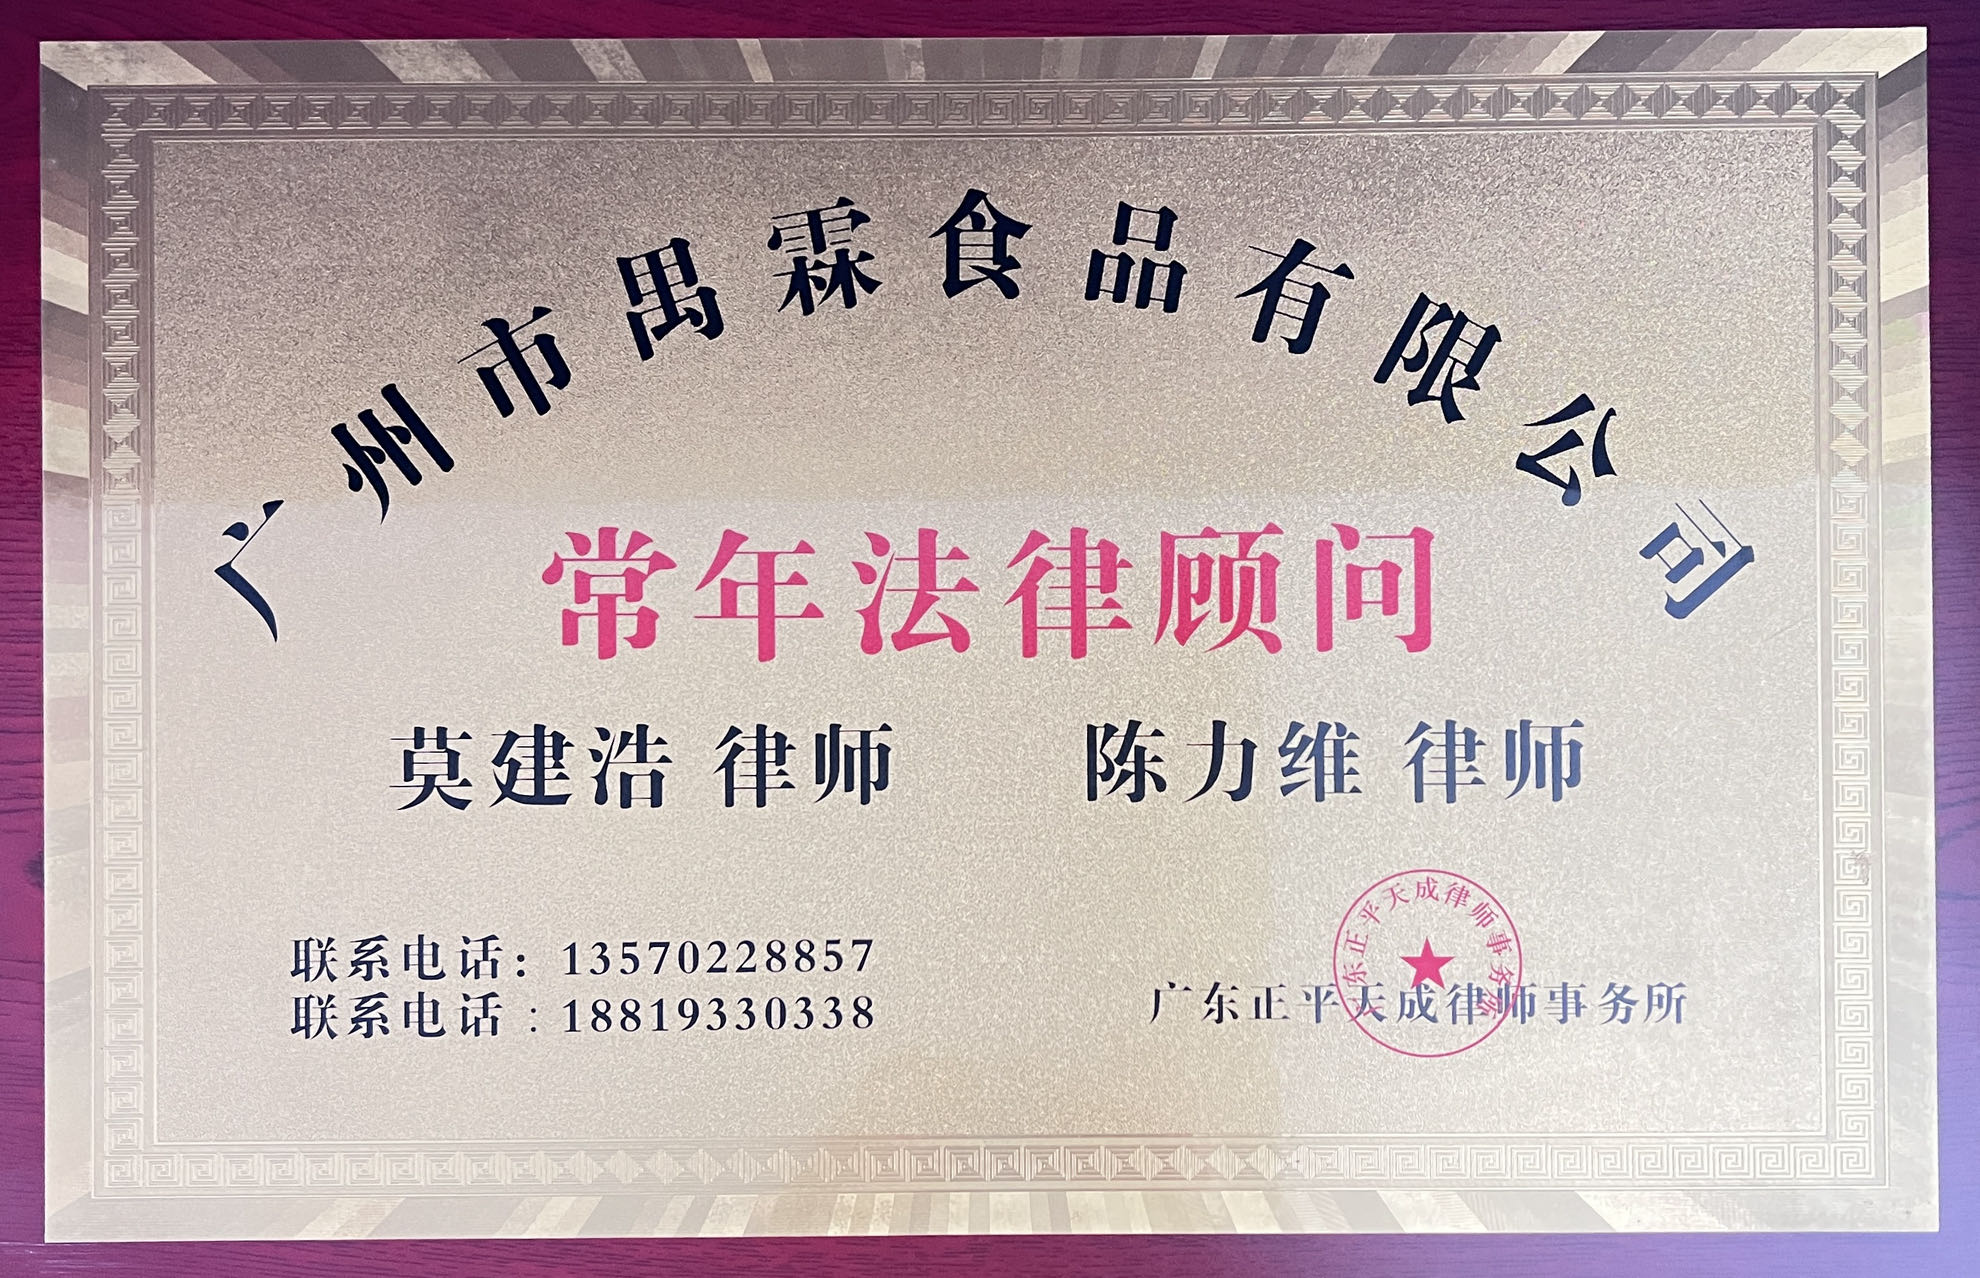 广州市禺霖食品有限公司
常年法律顾问
莫建浩 律师 陈力维 律师
联系电话：13570228857
联系电话：18819330338
广东正平天成律师事务所
广东正平天成律师事务所